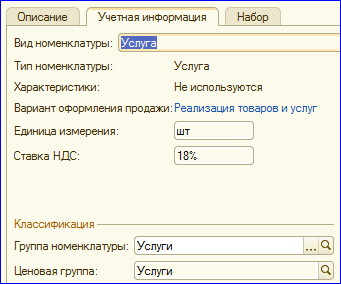 Описание Учетная информация Набор
Вид номенклатуры: Услуга
Тип номенклатуры: Услуга
Характеристики: Не используются
Вариант оформления продажи: Реализация товаров и услуг
Единица измерения: шт
Ставка НДС: 18%
Классификация
Группа номенклатуры: Услуги ...
Ценовая группа: Услуги